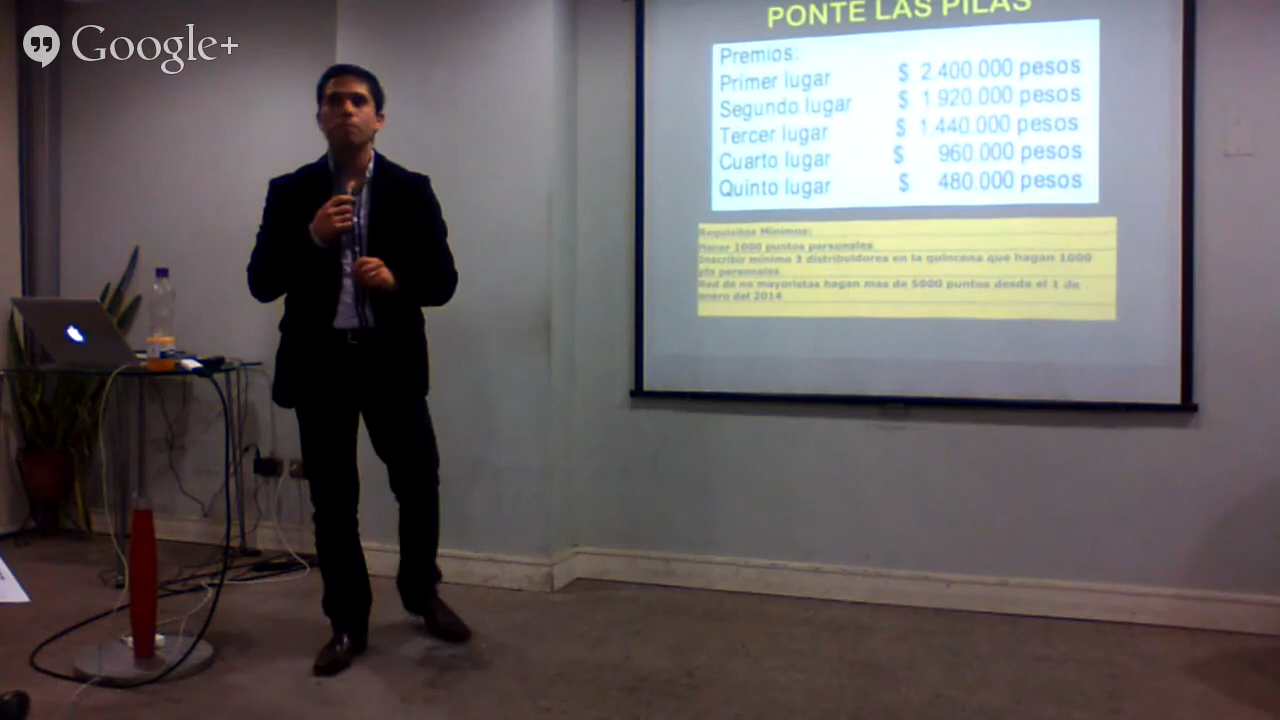 Google+
PONTE LAS PILAS
Premios:
Primer lugar $ 2.400.000 pesos
Segundo lugar $ 1.920.000 pesos
Tercer lugar $ 1.440.000 pesos
Cuarto lugar $ 960.000 pesos
Quinto lugar $ 480.000 pesos
Requisitos Minimos:
Hacer 1000 puntos personales
Inscribir minimo 3 distribuidores en la quincena que hagan 1000
pts personales
Red de no mayoristas hagan mas de 5000 puntos desde el 1 de
enero del 2014